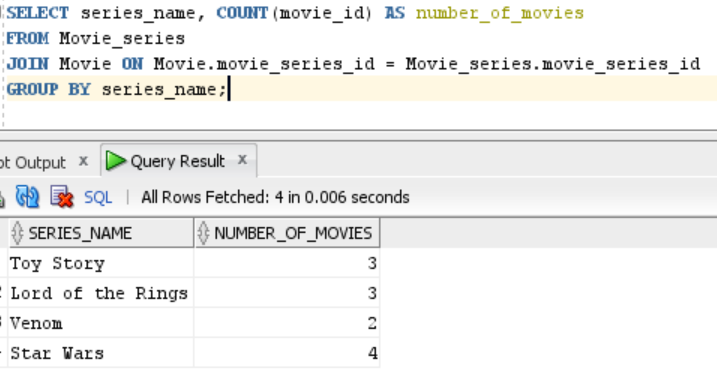 SELECT series_name, COUNT(movie_id) AS number_of_movies
FROM Movie_series
JOIN Movie ON Movie.movie_series_id = Movie_series.movie_series_id
GROUP BY series_name;
Output x Query Result x
SQL | All Rows Fetched: 4 in 0.006 seconds
SERIES_NAME NUMBER_OF_MOVIES
Toy Story 3
Lord of the Rings 3
Venom 2
Star Wars 4